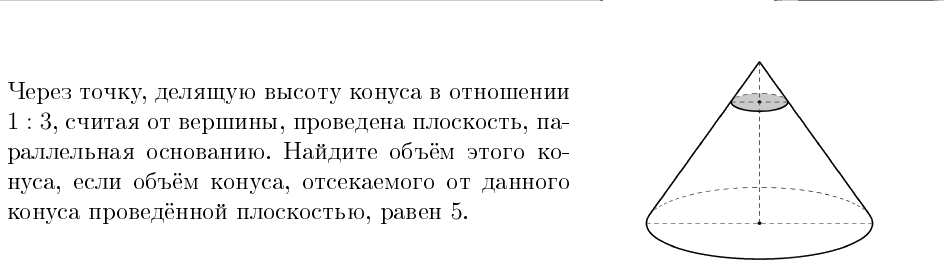 Через точку, делящую высоту конуса в отношении
1 : 3, считая от вершины, проведена плоскость, па-
раллельная основанию. Найдите объём этого ко-
нуса, если объём конуса, отсекаемого от данного
конуса проведённой плоскостью, равен 5.